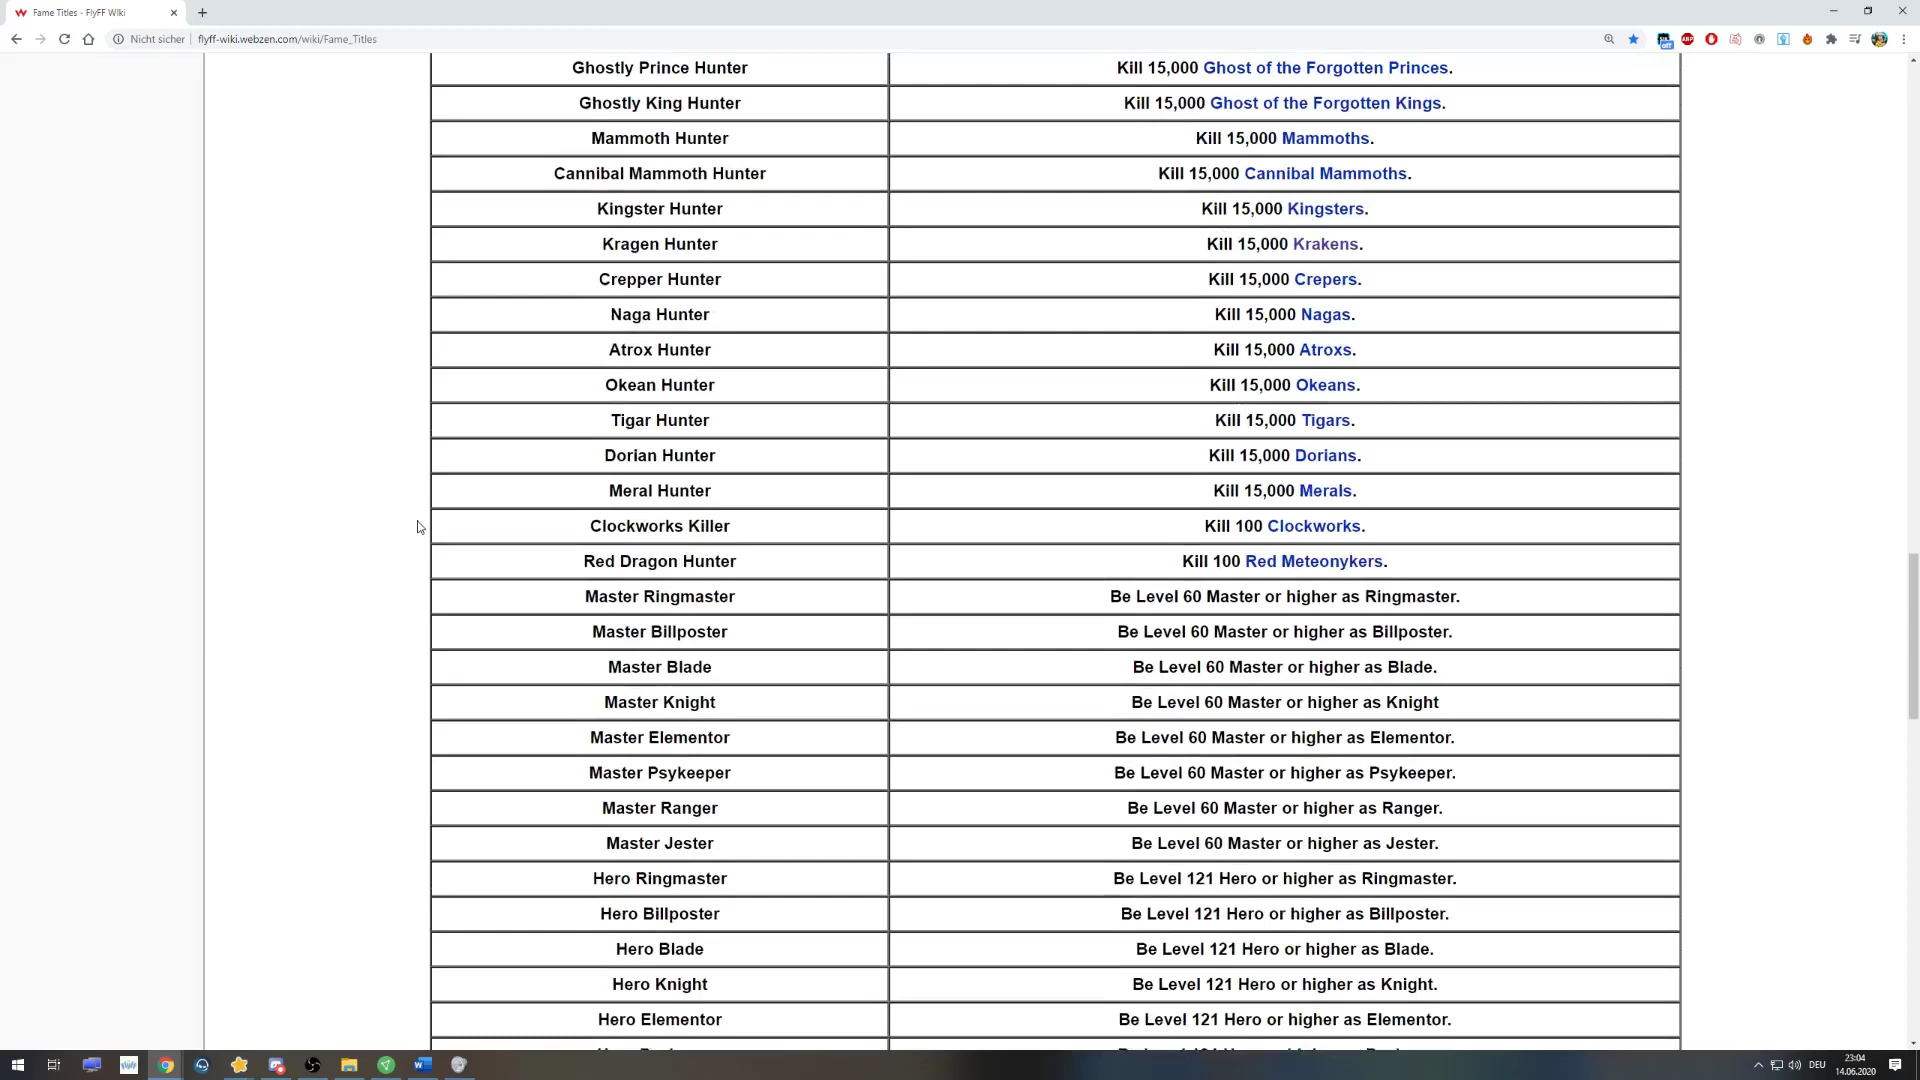 Fame Titles - FlyFF Wiki
Nicht sicher flyff-wiki.webzen.com/wiki/Fame_Titles
Ghostly Prince Hunter Kill 15,000 Ghost of the Forgotten Princes.
Ghostly King Hunter Kill 15,000 Ghost of the Forgotten Kings.
Mammoth Hunter Kill 15,000 Mammoths.
Cannibal Mammoth Hunter Kill 15,000 Cannibal Mammoths.
Kingster Hunter Kill 15,000 Kingsters.
Kragen Hunter Kill 15,000 Krakens.
Crepper Hunter Kill 15,000 Crepers.
Naga Hunter Kill 15,000 Nagas.
Atrox Hunter Kill 15,000 Atroxs.
Okean Hunter Kill 15,000 Okeans.
Tigar Hunter Kill 15,000 Tigars.
Dorian Hunter Kill 15,000 Dorians.
Meral Hunter Kill 15,000 Merals.
Clockworks Killer Kill 100 Clockworks.
Red Dragon Hunter Kill 100 Red Meteonykers.
Master Ringmaster Be Level 60 Master or higher as Ringmaster.
Master Billposter Be Level 60 Master or higher as Billposter.
Master Blade Be Level 60 Master or higher as Blade.
Master Knight Be Level 60 Master or higher as Knight
Master Elementor Be Level 60 Master or higher as Elementor.
Master Psykeeper Be Level 60 Master or higher as Psykeeper.
Master Ranger Be Level 60 Master or higher as Ranger.
Master Jester Be Level 60 Master or higher as Jester.
Hero Ringmaster Be Level 121 Hero or higher as Ringmaster.
Hero Billposter Be Level 121 Hero or higher as Billposter.
Hero Blade Be Level 121 Hero or higher as Blade.
Hero Knight Be Level 121 Hero or higher as Knight.
Hero Elementor Be Level 121 Hero or higher as Elementor.
DEU
23:04
14.06.2020